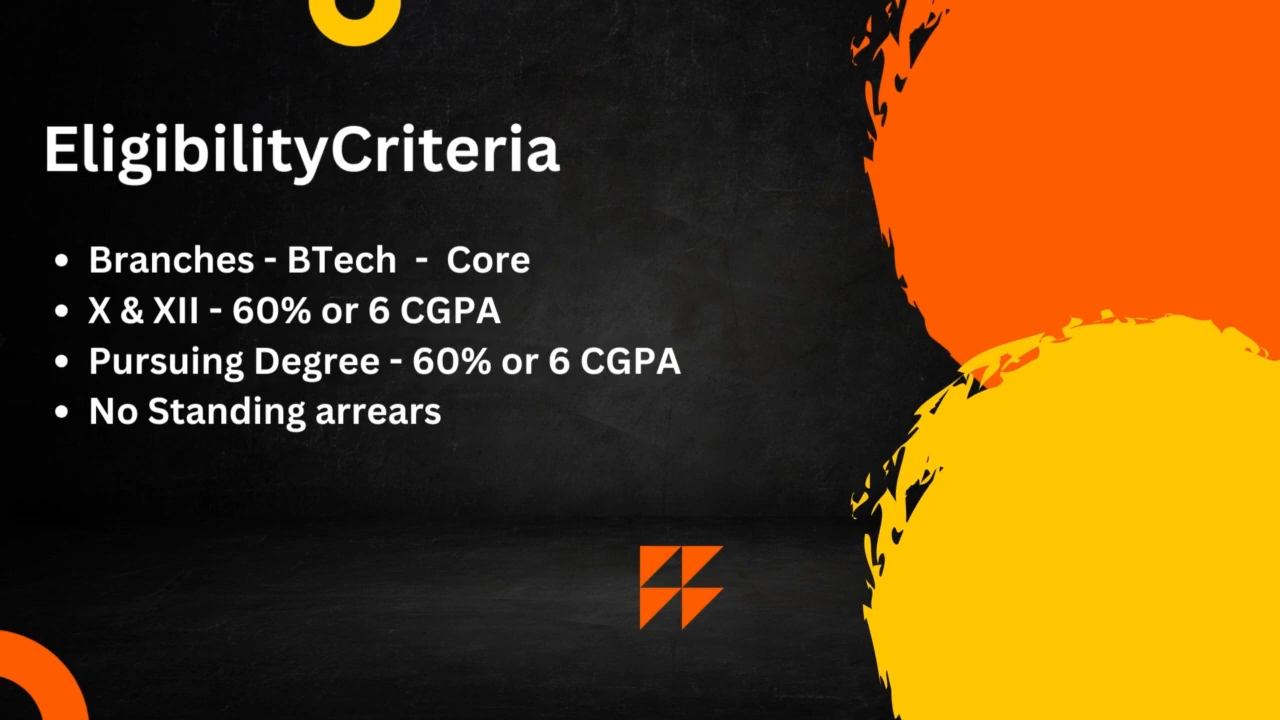 EligibilityCriteria
• Branches - BTech - Core
• X & XII - 60% or 6 CGPA
• Pursuing Degree - 60% or 6 CGPA
• No Standing arrears